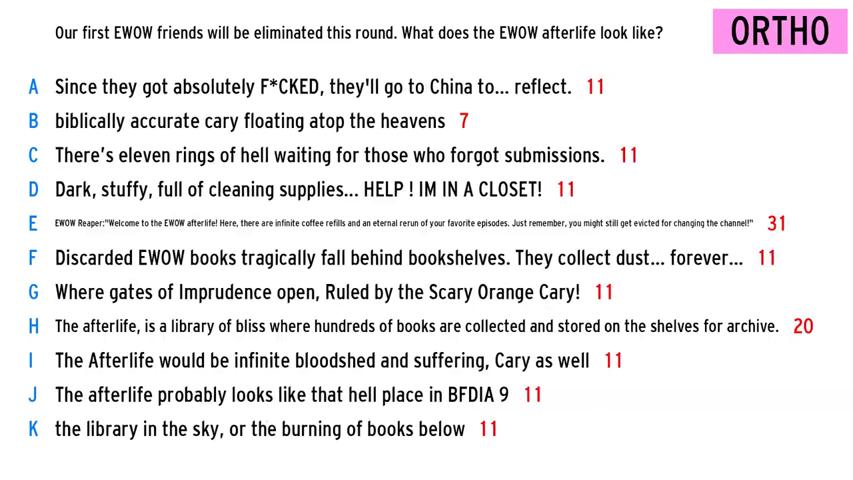 Our first EWOW friends will be eliminated this round. What does the EWOW afterlife look like?
ORTHO
A Since they got absolutely F*CKED, they'll go to China to... reflect. 11
B biblically accurate cary floating atop the heavens 7
C There’s eleven rings of hell waiting for those who forgot submissions. 11
D Dark, stuffy, full of cleaning supplies... HELP ! IM IN A CLOSET! 11
E EWOW Reaper:"Welcome to the EWOW afterlife! Here, there are infinite coffee refills and an eternal rerun of your favorite episodes. Just remember, you might still get evicted for changing the channel!" 31
F Discarded EWOW books tragically fall behind bookshelves. They collect dust... forever... 11
G Where gates of Imprudence open, Ruled by the Scary Orange Cary! 11
H The afterlife, is a library of bliss where hundreds of books are collected and stored on the shelves for archive. 20
I The Afterlife would be infinite bloodshed and suffering, Cary as well 11
J The afterlife probably looks like that hell place in BFDIA 9 11
K the library in the sky, or the burning of books below 11